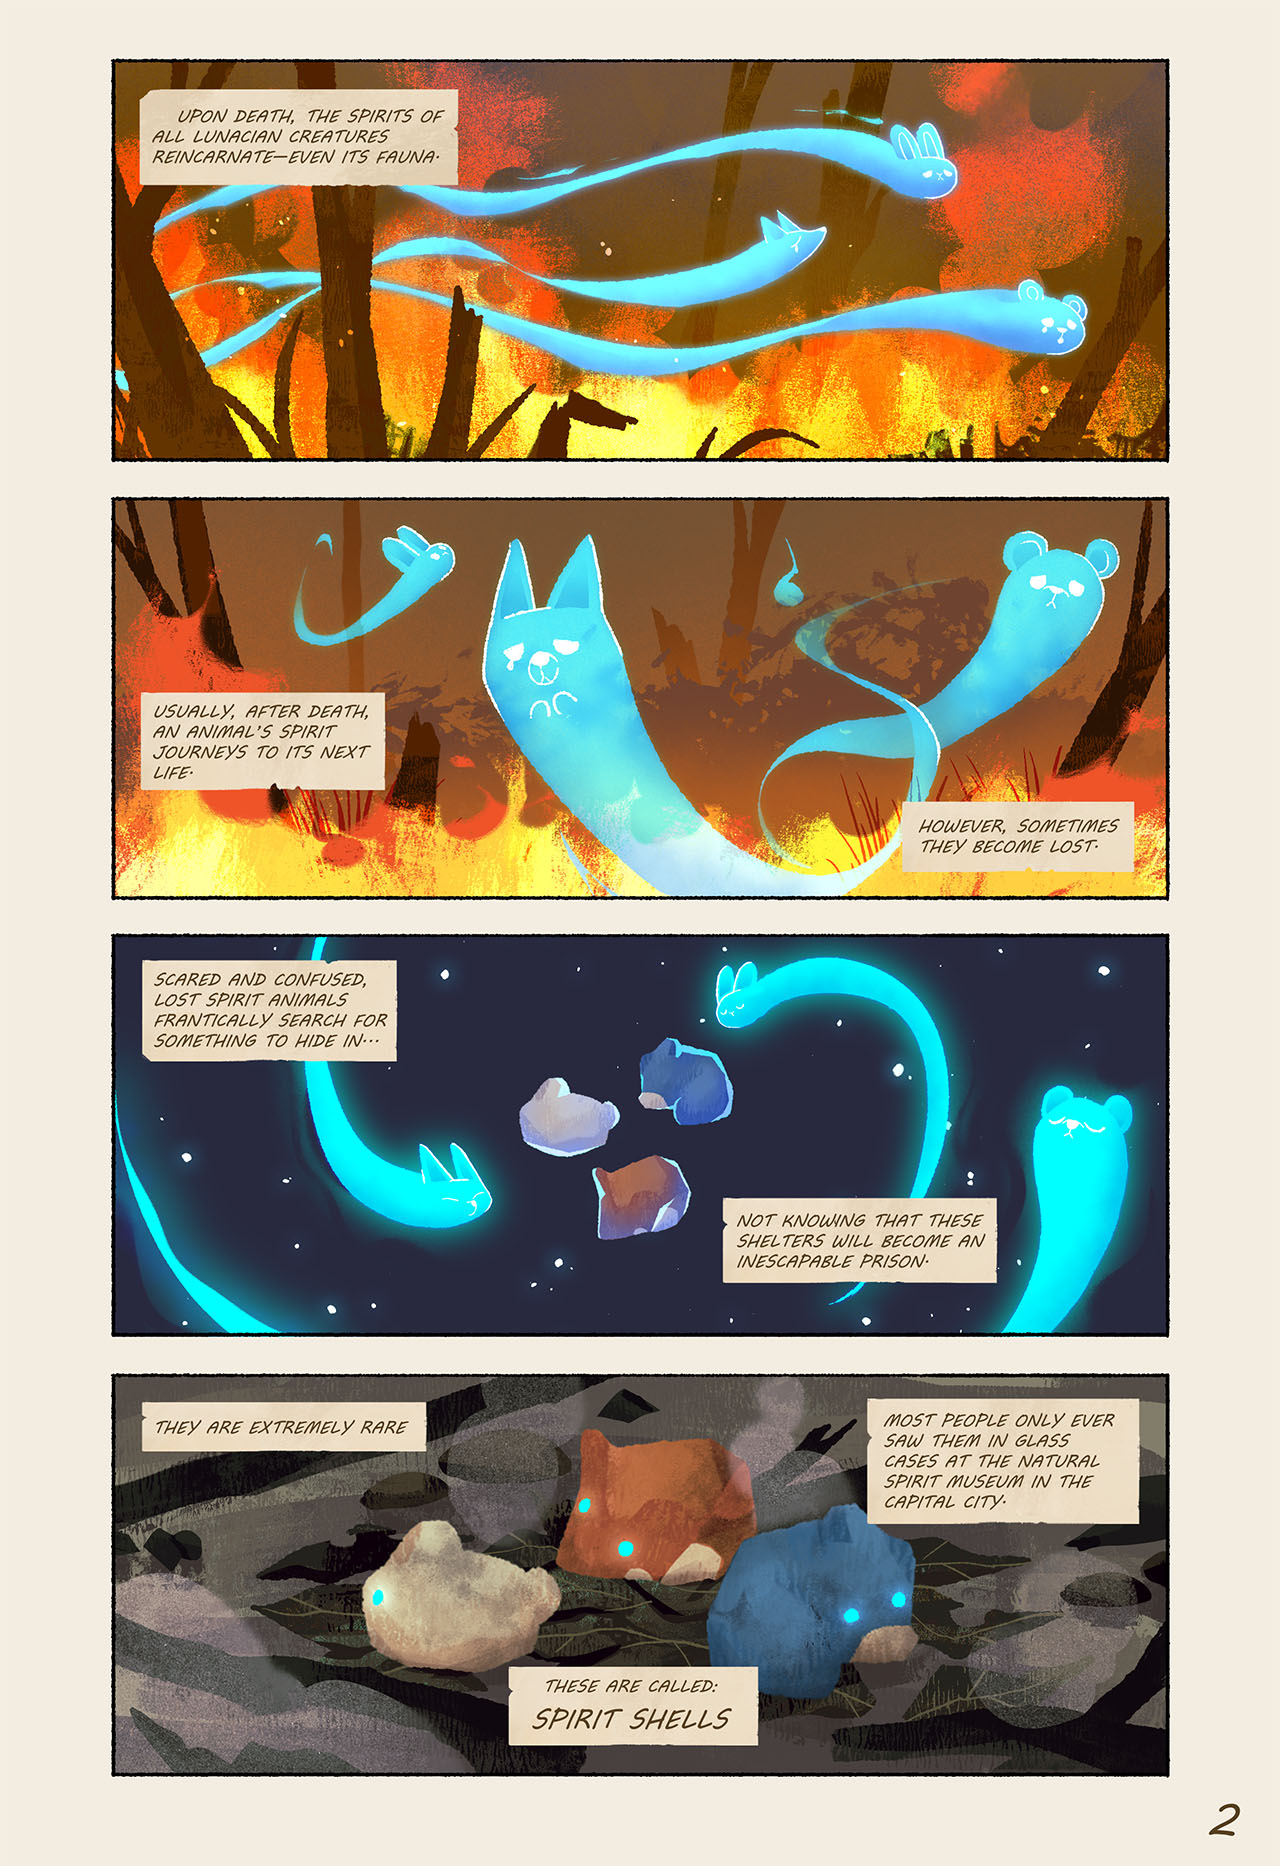 UPON DEATH, THE SPIRITS OF
ALL LUNACIAN CREATURES
REINCARNATE—EVEN ITS FAUNA.
USUALLY, AFTER DEATH,
AN ANIMAL'S SPIRIT
JOURNEYS TO ITS NEXT
LIFE.
HOWEVER, SOMETIMES
THEY BECOME LOST.
SCARED AND CONFUSED,
LOST SPIRIT ANIMALS
FRANTICALLY SEARCH FOR
SOMETHING TO HIDE IN...
NOT KNOWING THAT THESE
SHELTERS WILL BECOME AN
INESCAPABLE PRISON.
THEY ARE EXTREMELY RARE
MOST PEOPLE ONLY EVER
SAW THEM IN GLASS
CASES AT THE NATURAL
SPIRIT MUSEUM IN THE
CAPITAL CITY.
THESE ARE CALLED:
SPIRIT SHELLS
2